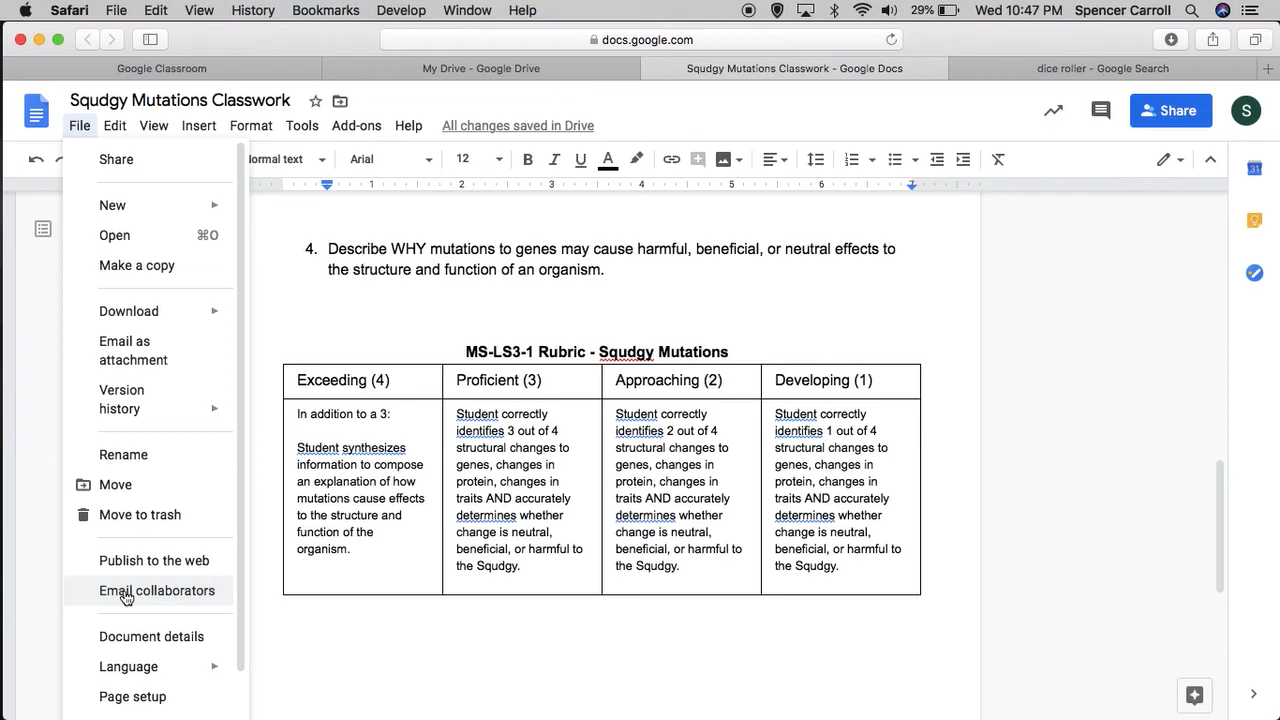 File Edit View History Bookmarks Develop Window Help 29% Wed 10:47 PM Spencer Carroll
docs.google.com
Google Classroom My Drive - Google Drive Squdgy Mutations Classwork - Google Docs dice roller - Google Search
Squdgy Mutations Classwork
File Edit View Insert Format Tools Add-ons Help All changes saved in Drive
Share S
ormal text Arial 12 B I U A
1 2 3 4 5 6 7
31
Share
New
Open ⌘O
Make a copy
Download
Email as
attachment
Version
history
Rename
Move
Move to trash
Publish to the web
Email collaborators
Document details
Language
Page setup
4. Describe WHY mutations to genes may cause harmful, beneficial, or neutral effects to
the structure and function of an organism.
MS-LS3-1 Rubric - Squdgy Mutations
Exceeding (4) Proficient (3) Approaching (2) Developing (1)
In addition to a 3:
Student synthesizes
information to compose
an explanation of how
mutations cause effects
to the structure and
function of the
organism.
Student correctly
identifies 3 out of 4
structural changes to
genes, changes in
protein, changes in
traits AND accurately
determines whether
change is neutral,
beneficial, or harmful to
the Squdgy.
Student correctly
identifies 2 out of 4
structural changes to
genes, changes in
protein, changes in
traits AND accurately
determines whether
change is neutral,
beneficial, or harmful to
the Squdgy.
Student correctly
identifies 1 out of 4
structural changes to
genes, changes in
protein, changes in
traits AND accurately
determines whether
change is neutral,
beneficial, or harmful to
the Squdgy.